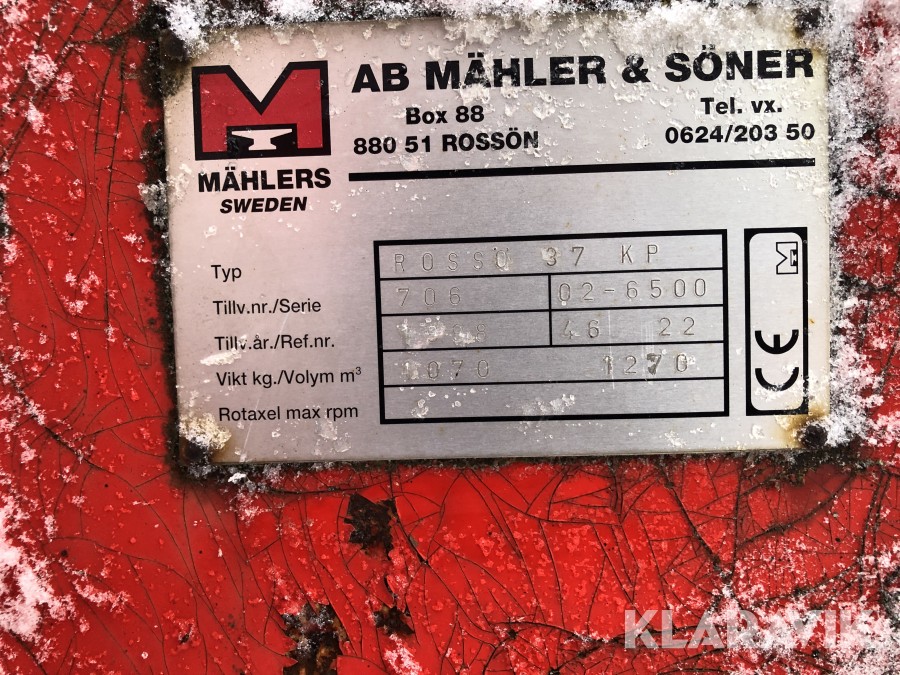 AB MÄHLER & SÖNER
Box 88
880 51 ROSSÖN
Tel. vx.
0624/203 50
MÄHLERS
SWEDEN
Typ ROSSÖ 37 KP
Tillv.nr./Serie 706 02-6500
Tillv.år./Ref.nr. 46 22
Vikt kg./Volym m³ 1070 1270
Rotaxel max rpm
CE
KLARAVIK